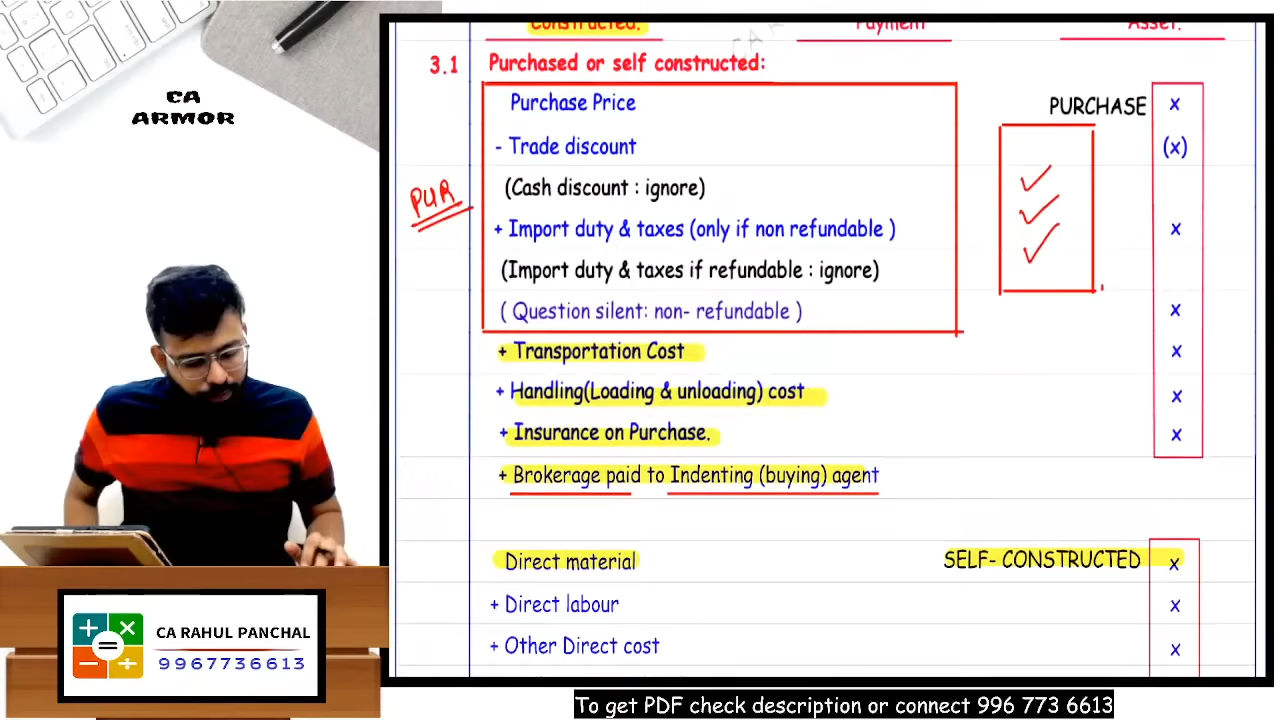 CA
ARMOR
Constructed.
Payment
Asset.
3.1 Purchased or self constructed:
Purchase Price PURCHASE x
- Trade discount (x)
(Cash discount : ignore)
PUR
+ Import duty & taxes (only if non refundable ) x
(Import duty & taxes if refundable : ignore)
( Question silent: non- refundable ) x
+ Transportation Cost x
+ Handling(Loading & unloading) cost x
+ Insurance on Purchase. x
+ Brokerage paid to Indenting (buying) agent
Direct material SELF- CONSTRUCTED x
+ Direct labour x
+ Other Direct cost x
CA RAHUL PANCHAL
9967736613
To get PDF check description or connect 996 773 6613